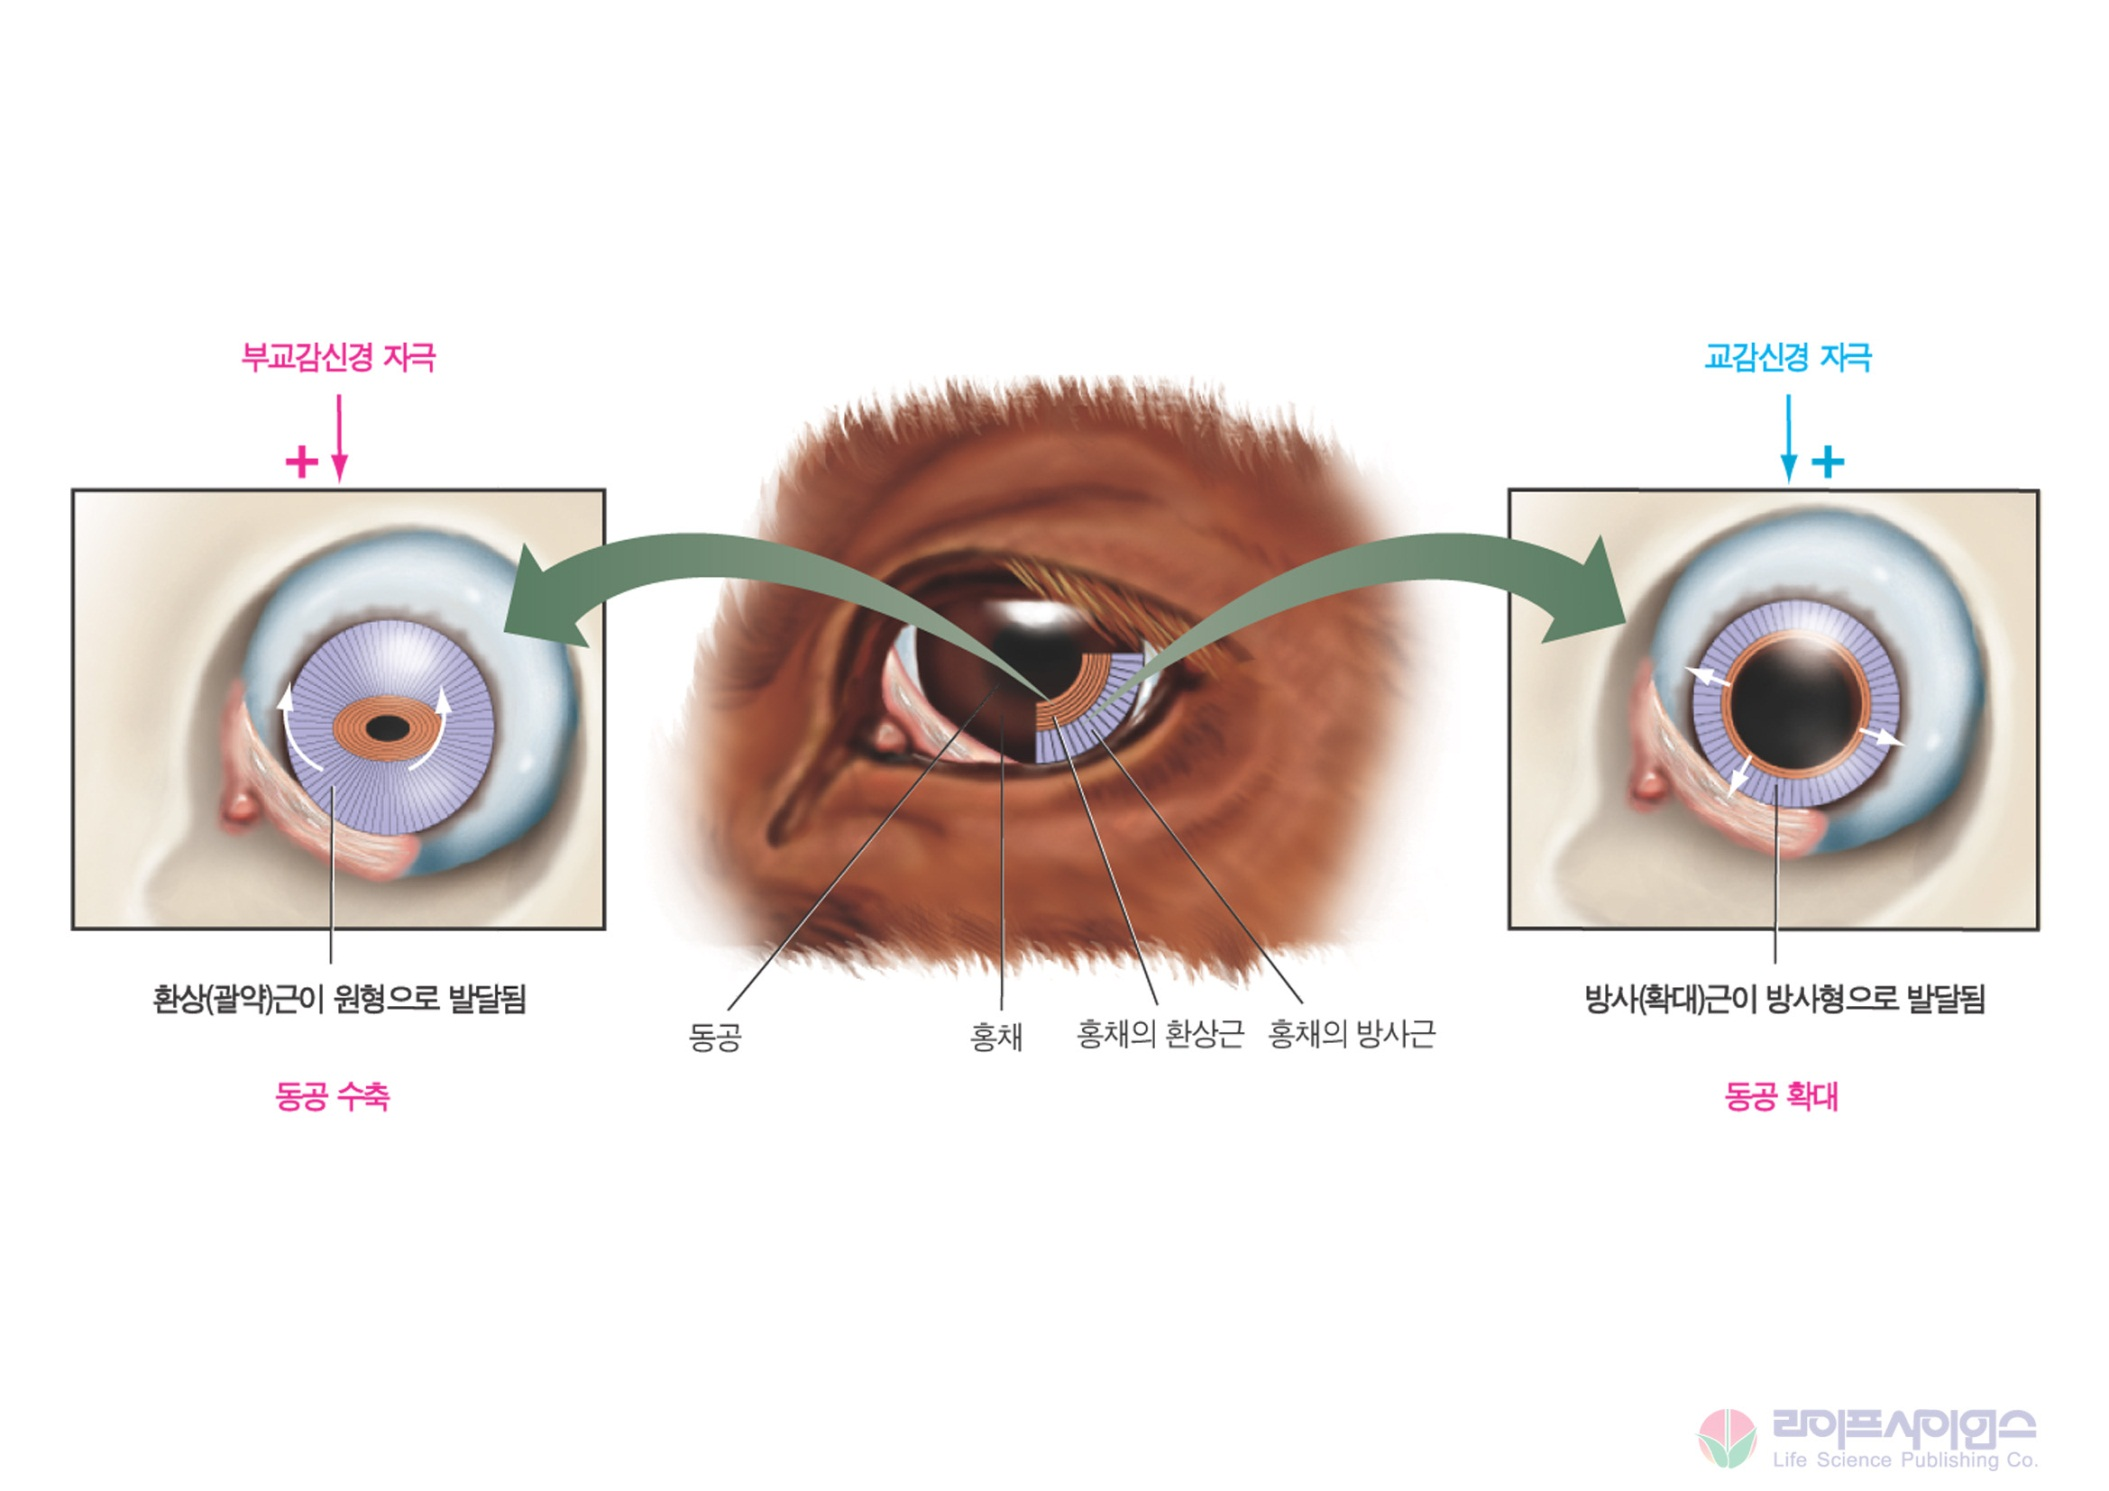 부교감신경 자극
+
교감신경 자극
+
환상(괄약)근이 원형으로 발달됨
동공 수축
동공
홍채
홍채의 환상근
홍채의 방사근
방사(확대)근이 방사형으로 발달됨
동공 확대
라이프사이언스
Life Science Publishing Co.